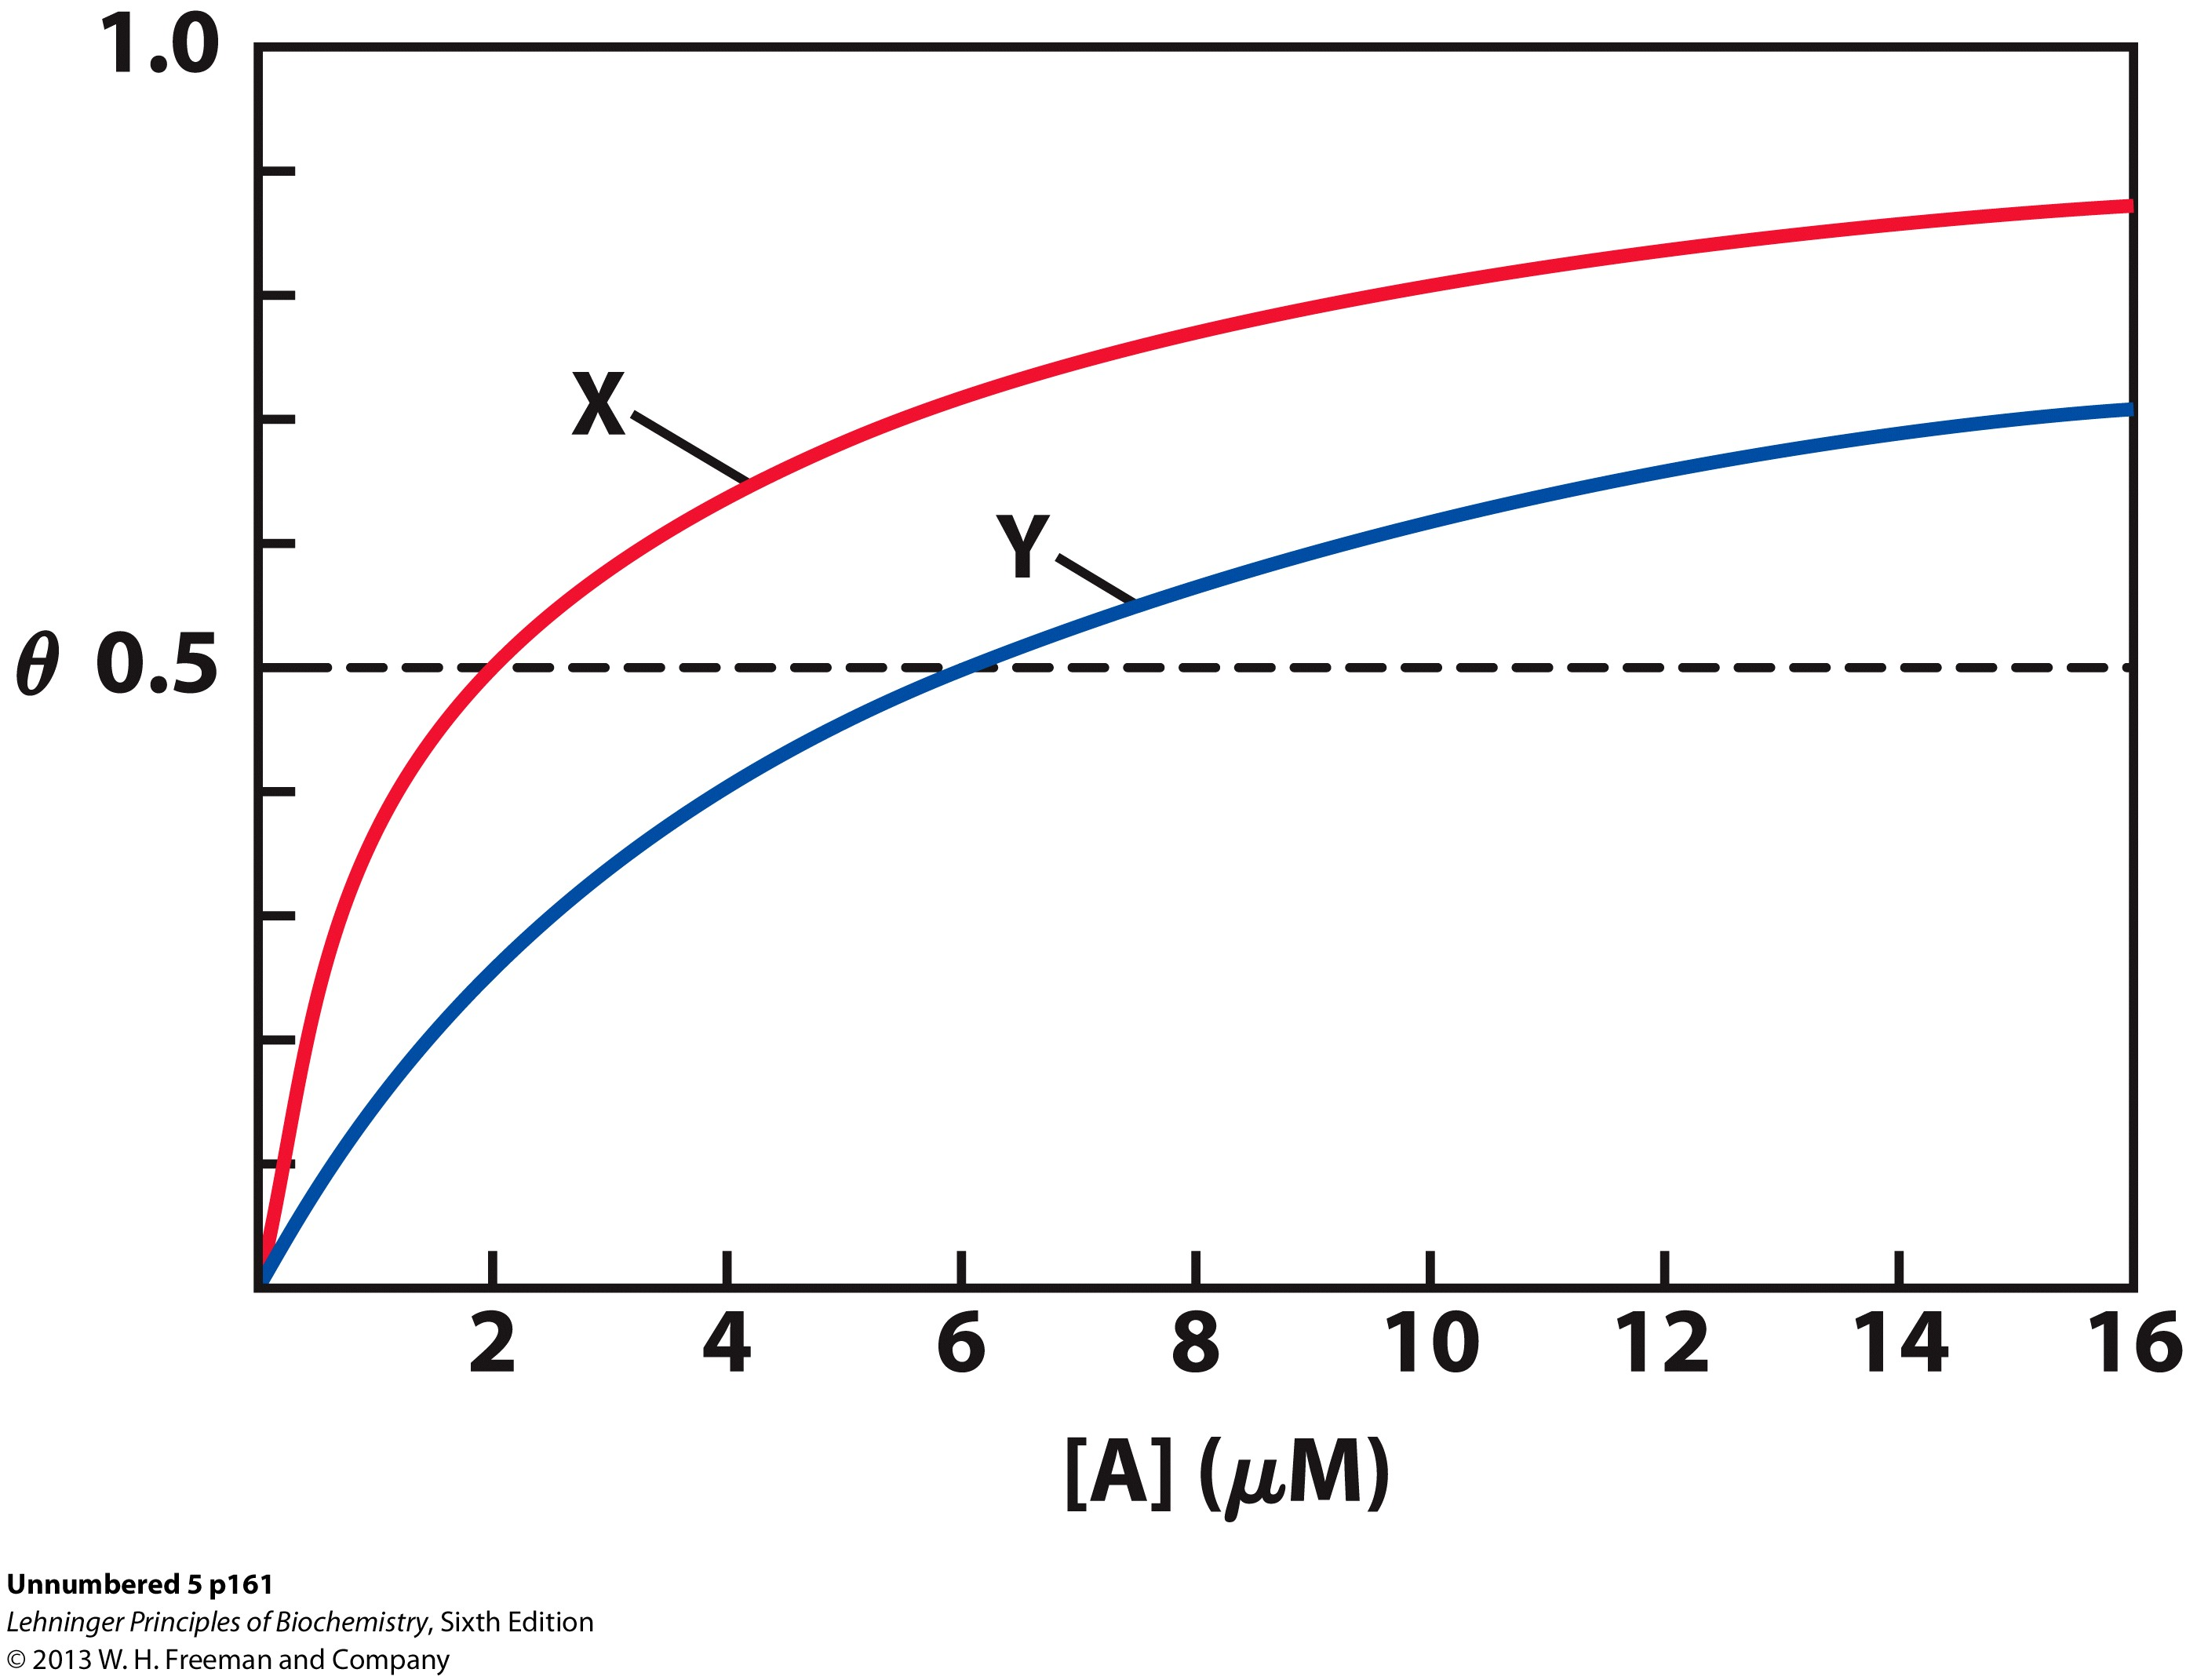 1.0
X
Y
θ 0.5
2 4 6 8 10 12 14 16
[A] (μM)
Unnumbered 5 p161
Lehninger Principles of Biochemistry, Sixth Edition
© 2013 W. H. Freeman and Company